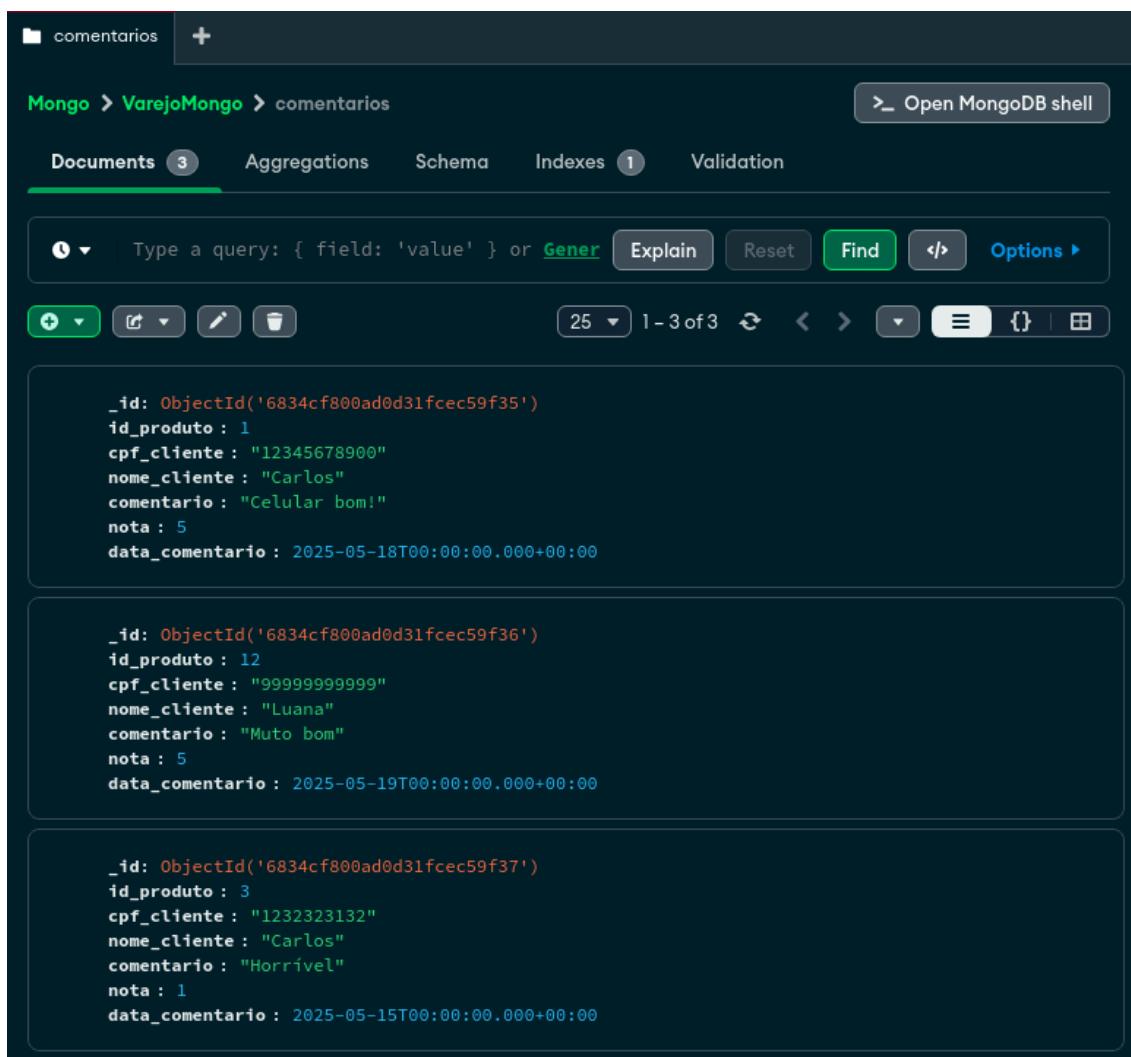 comentarios +
Mongo > VarejoMongo > comentarios >_ Open MongoDB shell
Documents 3 Aggregations Schema Indexes 1 Validation
Type a query: { field: 'value' } or Gener Explain Reset Find </> Options
25 1 – 3 of 3 {}
_id: ObjectId('6834cf800ad0d31fcec59f35')
id_produto : 1
cpf_cliente : "12345678900"
nome_cliente : "Carlos"
comentario : "Celular bom!"
nota : 5
data_comentario : 2025-05-18T00:00:00.000+00:00
_id: ObjectId('6834cf800ad0d31fcec59f36')
id_produto : 12
cpf_cliente : "99999999999"
nome_cliente : "Luana"
comentario : "Muto bom"
nota : 5
data_comentario : 2025-05-19T00:00:00.000+00:00
_id: ObjectId('6834cf800ad0d31fcec59f37')
id_produto : 3
cpf_cliente : "1232323132"
nome_cliente : "Carlos"
comentario : "Horrível"
nota : 1
data_comentario : 2025-05-15T00:00:00.000+00:00